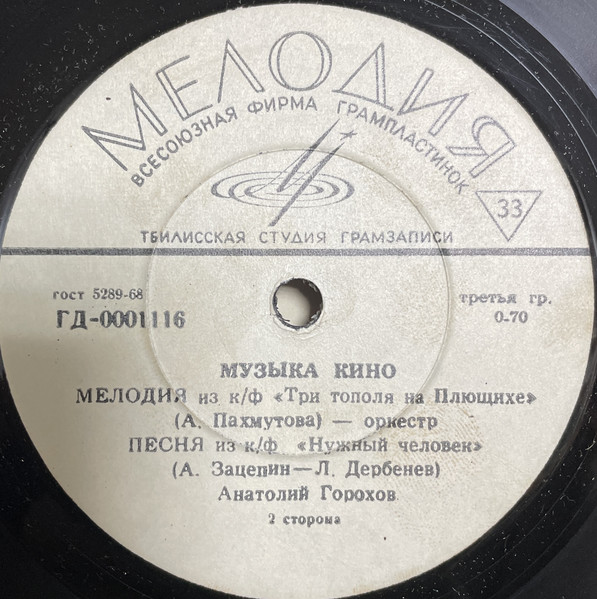 МЕЛОДИЯ
ВСЕСОЮЗНАЯ ФИРМА ГРАМПЛАСТИНОК
33
ТБИЛИССКАЯ СТУДИЯ ГРАМЗАПИСИ
гост 5289-68
третья гр.
ГД-0001116
0-70
МУЗЫКА КИНО
МЕЛОДИЯ из к/ф «Три тополя на Плющихе»
(А. Пахмутова) — оркестр
ПЕСНЯ из к/ф «Нужный человек»
(А. Зацепин—Л. Дербенев)
Анатолий Горохов
2 сторона